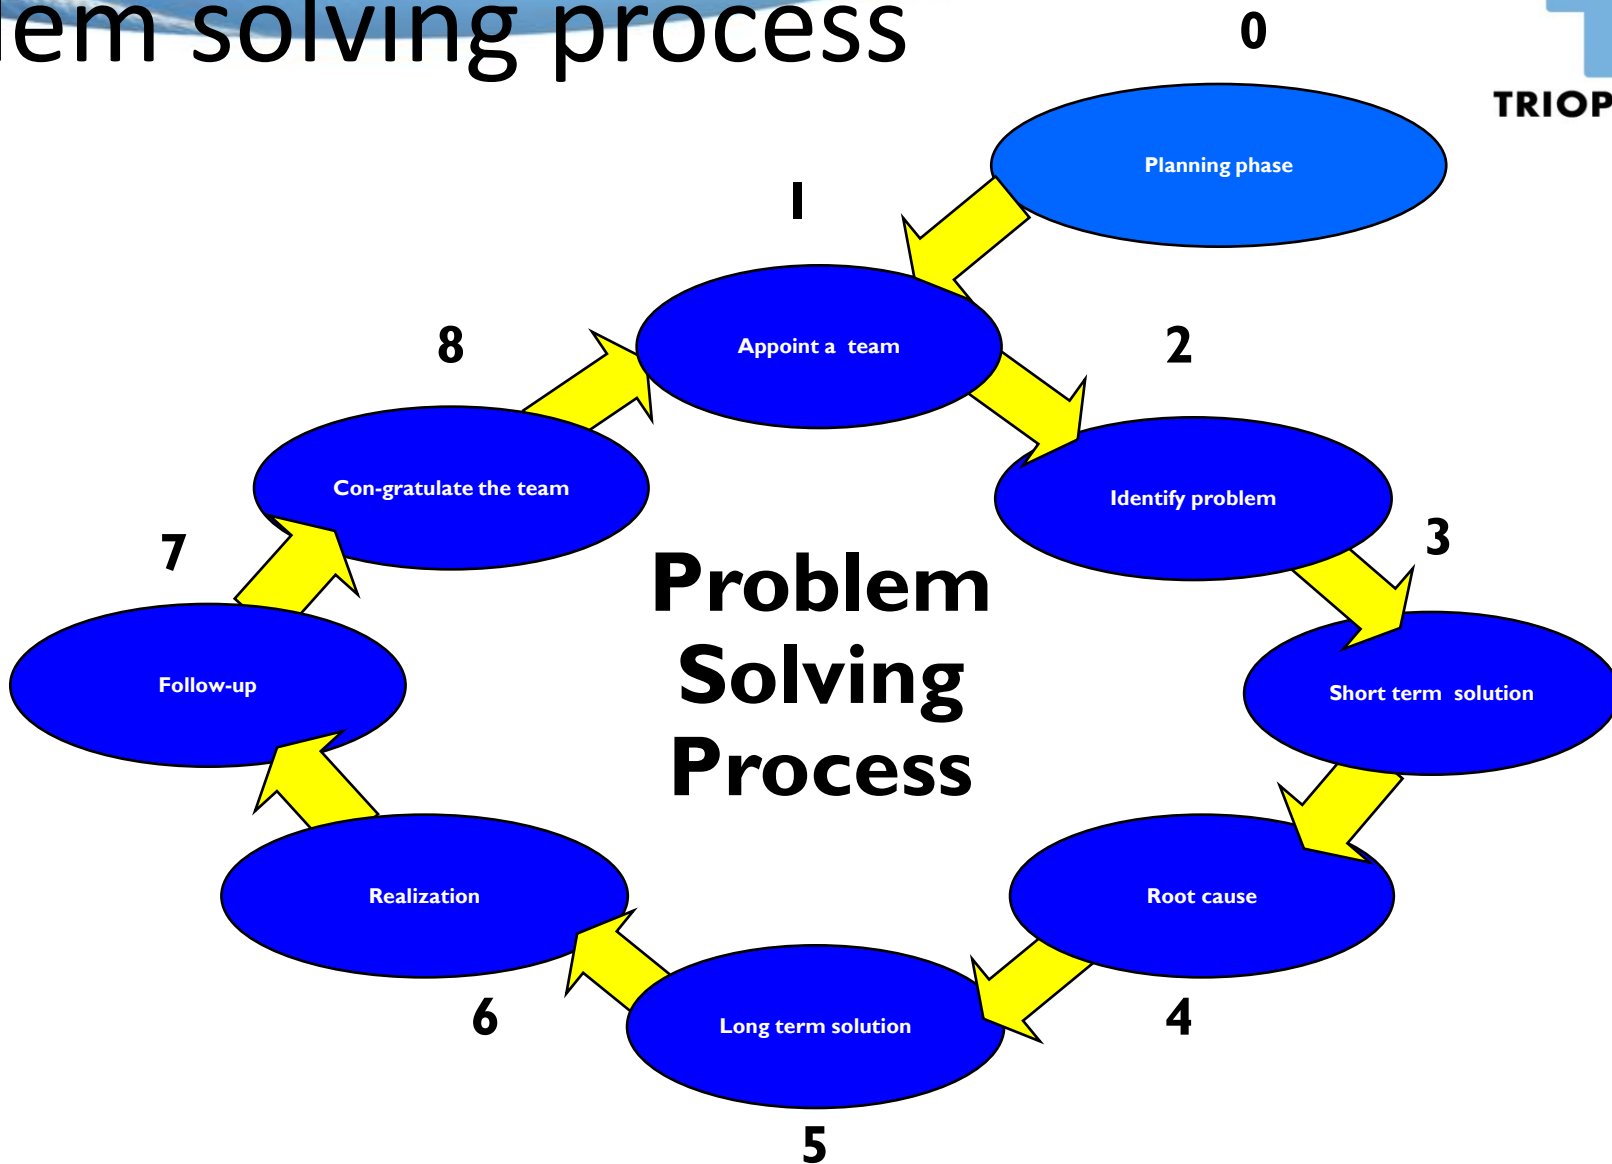 lem solving process
0
TRIOP
Planning phase
1
Appoint a team
8
2
Con-gratulate the team
Identify problem
7
3
Problem
Solving
Process
Follow-up
Short term solution
Realization
Root cause
6
4
Long term solution
5